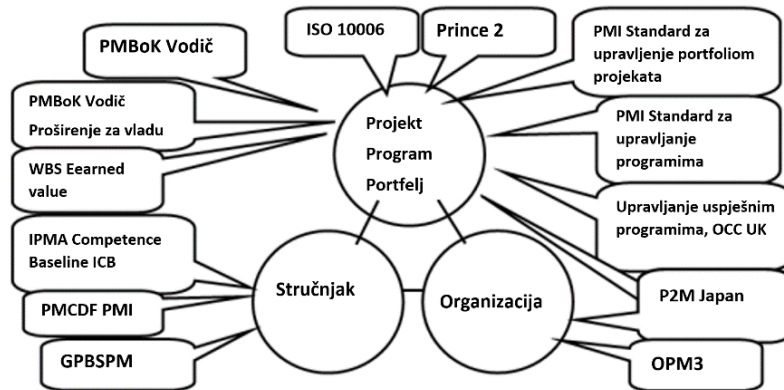 ISO 10006
Prince 2
PMBoK Vodič
PMI Standard za
upravljenje portfoliom
projekata
PMBoK Vodič
Proširenje za vladu
Projekt
Program
Portfelj
PMI Standard za
upravljanje
programima
WBS Eearned
value
Upravljanje uspješnim
programima, OCC UK
IPMA Competence
Baseline ICB
Stručnjak
Organizacija
P2M Japan
PMCDF PMI
GPBSPM
OPM3